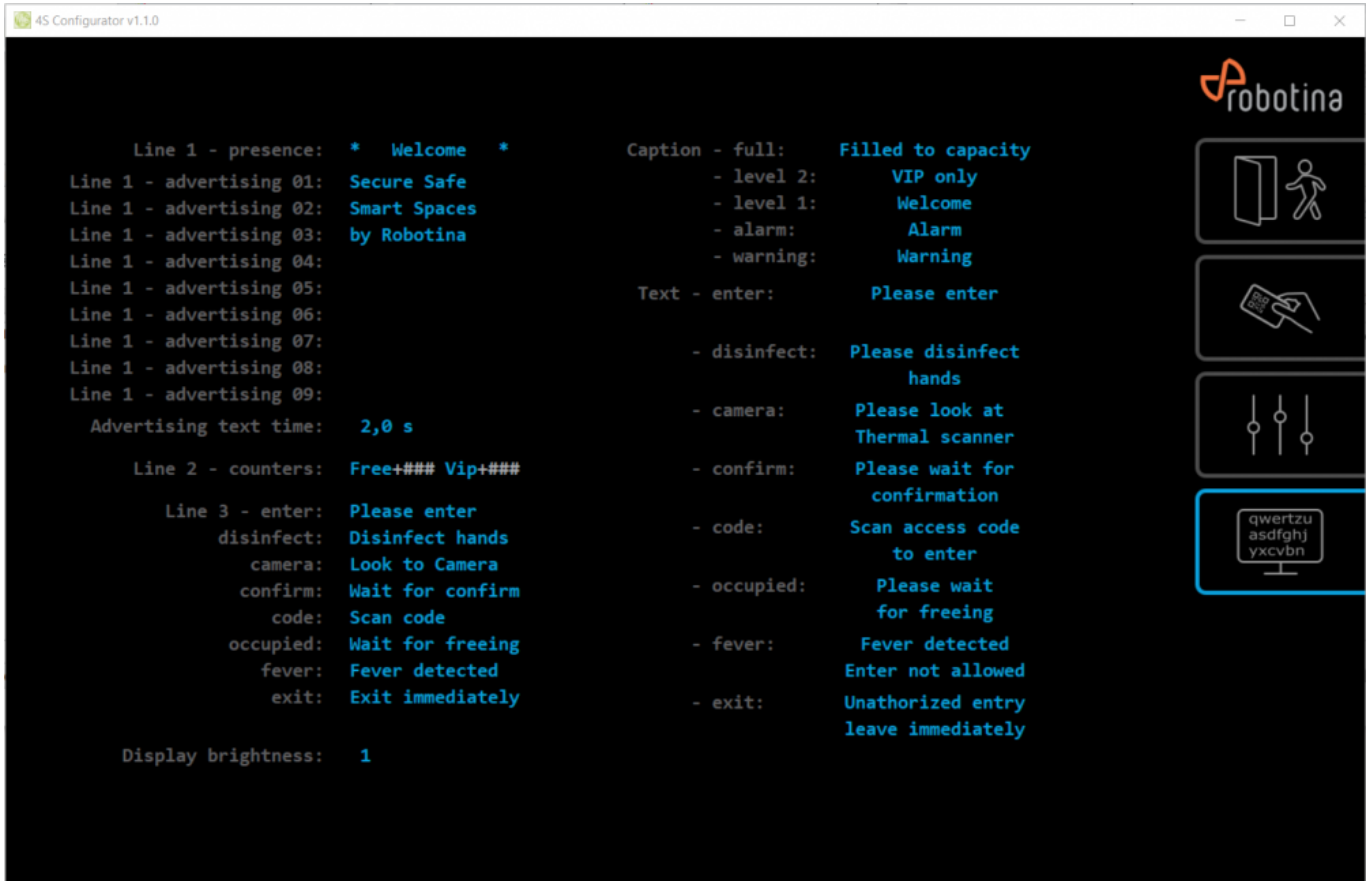 4S Configurator v1.1.0
robotina
Line 1 - presence: * Welcome *
Line 1 - advertising 01: Secure Safe
Line 1 - advertising 02: Smart Spaces
Line 1 - advertising 03: by Robotina
Line 1 - advertising 04:
Line 1 - advertising 05:
Line 1 - advertising 06:
Line 1 - advertising 07:
Line 1 - advertising 08:
Line 1 - advertising 09:
Advertising text time: 2,0 s
Line 2 - counters: Free+### Vip+###
Line 3 - enter: Please enter
disinfect: Disinfect hands
camera: Look to Camera
confirm: Wait for confirm
code: Scan code
occupied: Wait for freeing
fever: Fever detected
exit: Exit immediately
Display brightness: 1
Caption - full: Filled to capacity
- level 2: VIP only
- level 1: Welcome
- alarm: Alarm
- warning: Warning
Text - enter: Please enter
- disinfect: Please disinfect
hands
- camera: Please look at
Thermal scanner
- confirm: Please wait for
confirmation
- code: Scan access code
to enter
- occupied: Please wait
for freeing
- fever: Fever detected
Enter not allowed
- exit: Unathorized entry
leave immediately
qwertzu
asdfghj
yxcvbn